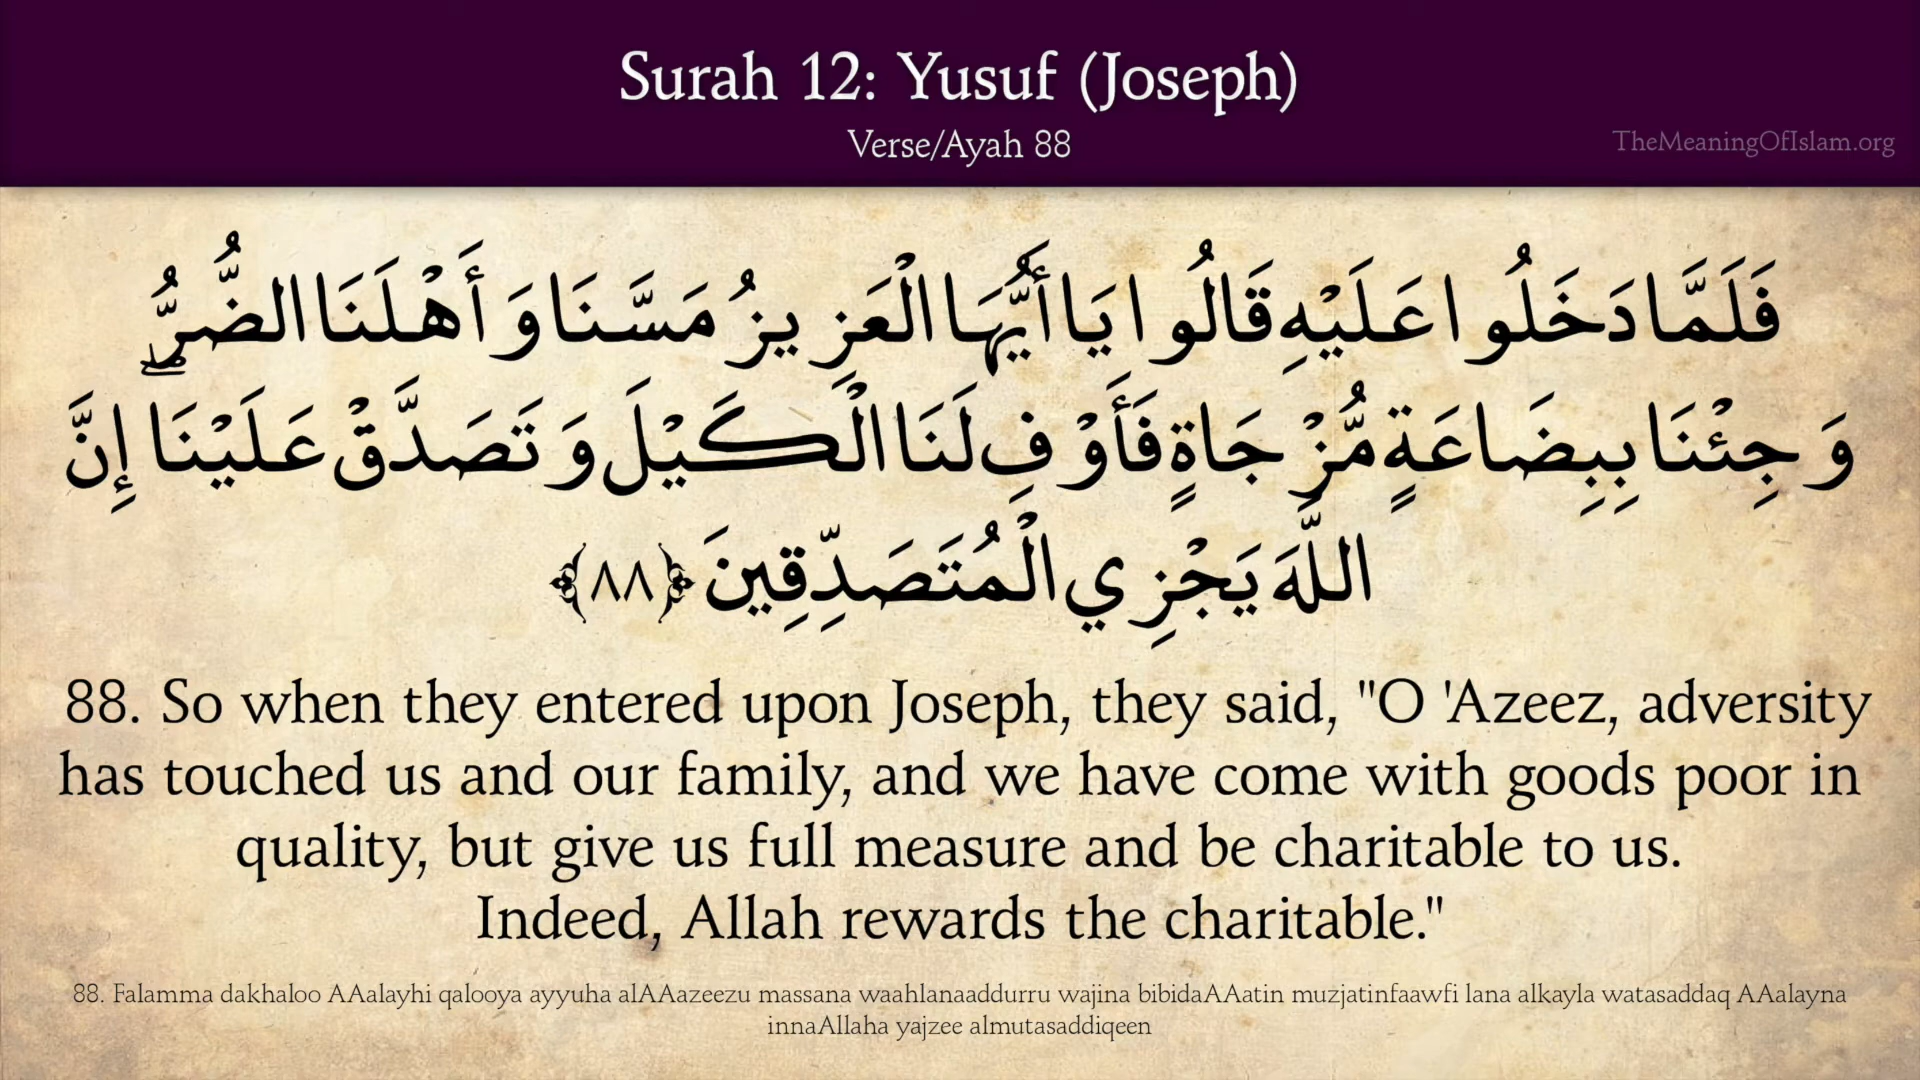 Surah 12: Yusuf (Joseph)
Verse/Ayah 88
TheMeaningOfIslam.org
فَلَمَّا دَخَلُوا عَلَيْهِ قَالُوا يَا أَيُّهَا الْعَزِيزُ مَسَّنَا وَأَهْلَنَا الضُّرُّ
وَجِئْنَا بِبِضَاعَةٍ مُّزْجَاةٍ فَأَوْفِ لَنَا الْكَيْلَ وَتَصَدَّقْ عَلَيْنَا ۖ إِنَّ
اللَّهَ يَجْزِي الْمُتَصَدِّقِينَ ﴿٨٨﴾
88. So when they entered upon Joseph, they said, "O 'Azeez, adversity
has touched us and our family, and we have come with goods poor in
quality, but give us full measure and be charitable to us.
Indeed, Allah rewards the charitable."
88. Falamma dakhaloo AAalayhi qalooya ayyuha alAAazeezu massana waahlanaaddurru wajina bibidaAAatin muzjatinfaawfi lana alkayla watasaddaq AAalayna
innaAllaha yajzee almutasaddiqeen